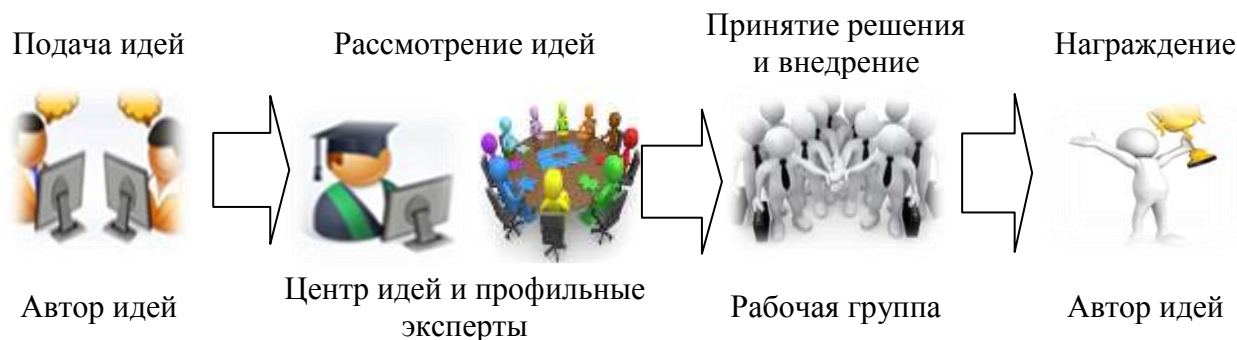 Подача идей
Рассмотрение идей
Принятие решения
и внедрение
Награждение
Автор идей
Центр идей и профильные
эксперты
Рабочая группа
Автор идей